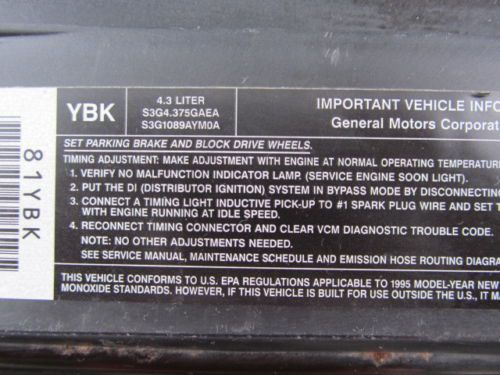 YBK
4.3 LITER
S3G4.375GAEA
S3G1089AYM0A
IMPORTANT VEHICLE INFO
General Motors Corporat
SET PARKING BRAKE AND BLOCK DRIVE WHEELS.
TIMING ADJUSTMENT: MAKE ADJUSTMENT WITH ENGINE AT NORMAL OPERATING TEMPERATURE
1. VERIFY NO MALFUNCTION INDICATOR LAMP (SERVICE ENGINE SOON LIGHT).
2. PUT THE DI (DISTRIBUTOR IGNITION) SYSTEM IN BYPASS MODE BY DISCONNECTING
3. CONNECT A TIMING LIGHT INDUCTIVE PICK-UP TO #1 SPARK PLUG WIRE AND SET T
WITH ENGINE RUNNING AT IDLE SPEED.
4. RECONNECT TIMING CONNECTOR AND CLEAR VCM DIAGNOSTIC TROUBLE CODE.
NOTE: NO OTHER ADJUSTMENTS NEEDED.
SEE SERVICE MANUAL, MAINTENANCE SCHEDULE AND EMISSION HOSE ROUTING DIAGRA
THIS VEHICLE CONFORMS TO U.S. EPA REGULATIONS APPLICABLE TO 1995 MODEL-YEAR NEW
MONOXIDE STANDARDS. HOWEVER, IF THIS VEHICLE IS BUILT FOR USE OUTSIDE THE U.S., IT M
81YBK